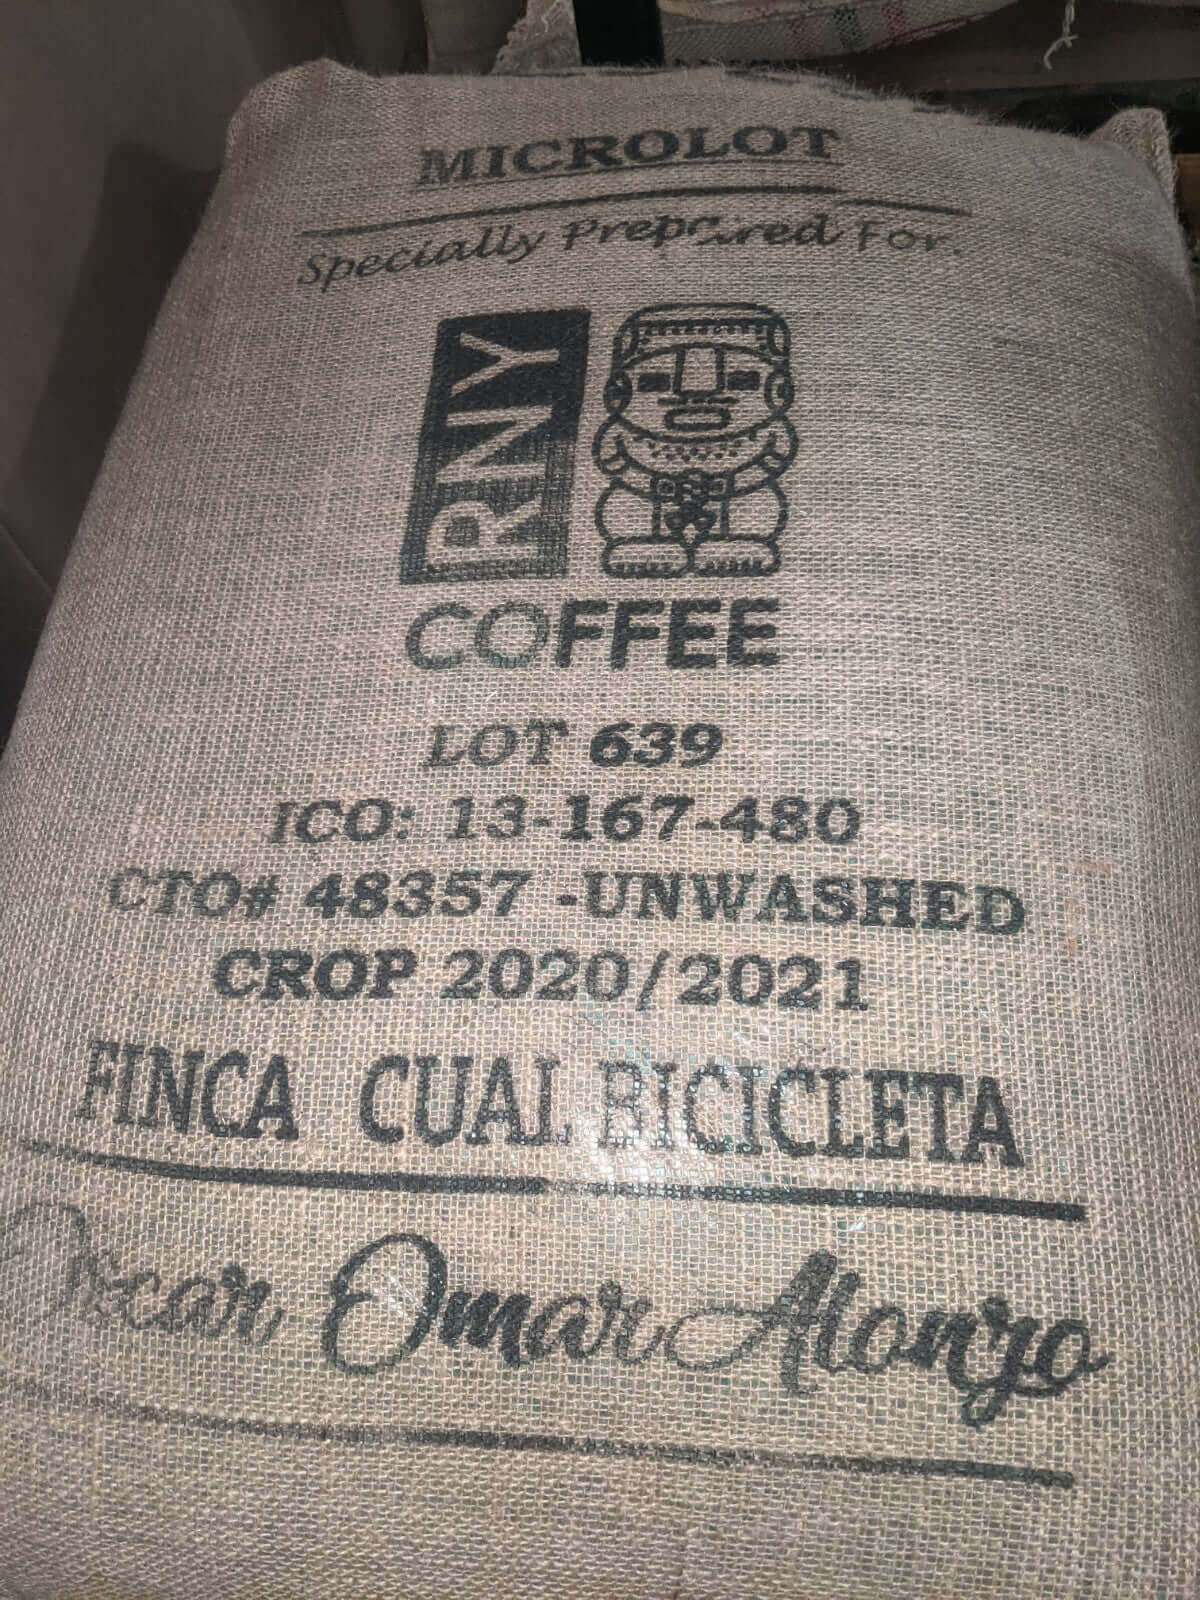 MICROLOT
Specially Prepared For
RNY
COFFEE
LOT 639
ICO: 13-167-480
CTO# 48357 -UNWASHED
CROP 2020/2021
FINCA CUAL BICICLETA
Oscar Omar Alonzo